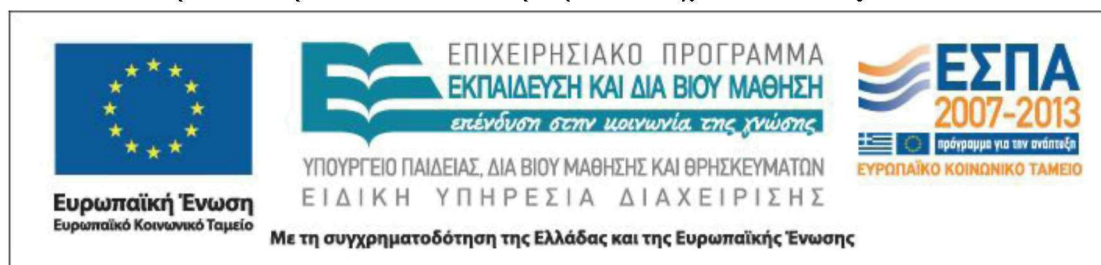 Ευρωπαϊκή Ένωση
Ευρωπαϊκό Κοινωνικό Ταμείο
ΕΠΙΧΕΙΡΗΣΙΑΚΟ ΠΡΟΓΡΑΜΜΑ
ΕΚΠΑΙΔΕΥΣΗ ΚΑΙ ΔΙΑ ΒΙΟΥ ΜΑΘΗΣΗ
επένδυση στην κοινωνία της γνώσης
ΥΠΟΥΡΓΕΙΟ ΠΑΙΔΕΙΑΣ, ΔΙΑ ΒΙΟΥ ΜΑΘΗΣΗΣ ΚΑΙ ΘΡΗΣΚΕΥΜΑΤΩΝ
ΕΙΔΙΚΗ ΥΠΗΡΕΣΙΑ ΔΙΑΧΕΙΡΙΣΗΣ
Με τη συγχρηματοδότηση της Ελλάδας και της Ευρωπαϊκής Ένωσης
ΕΣΠΑ
2007-2013
πρόγραμμα για την ανάπτυξη
ΕΥΡΩΠΑΪΚΟ ΚΟΙΝΩΝΙΚΟ ΤΑΜΕΙΟ